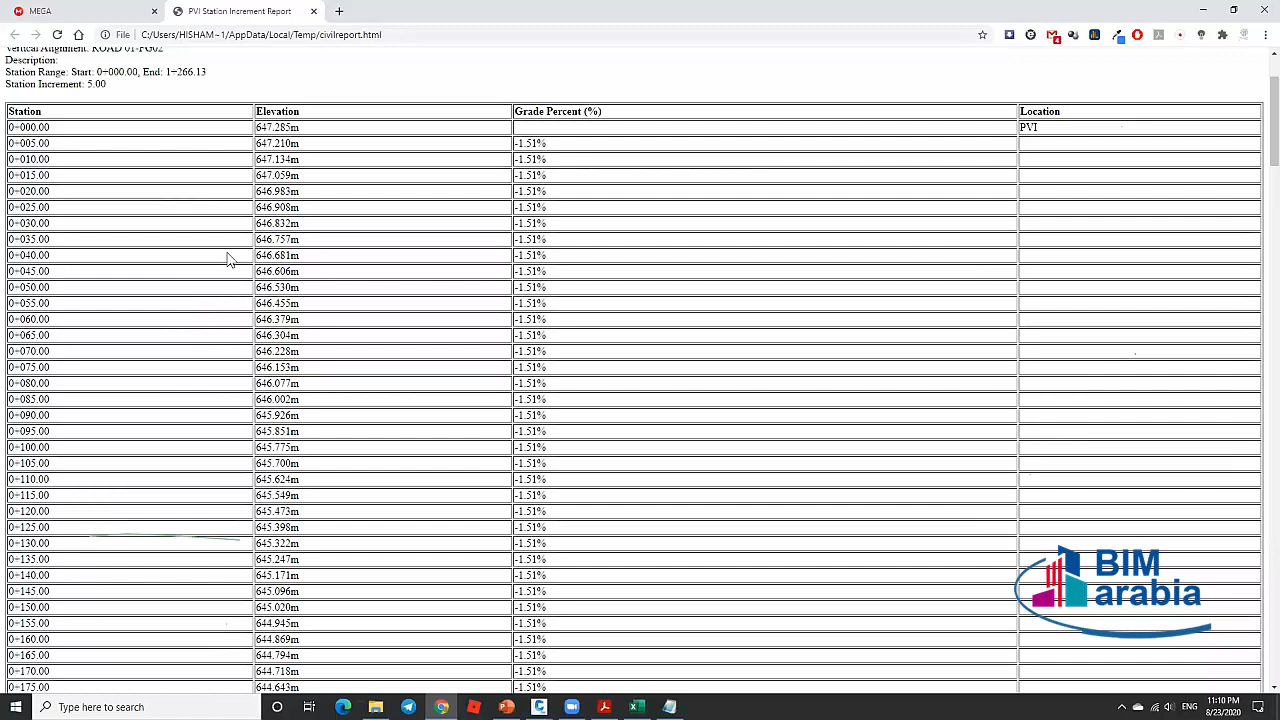 MEGA
PVI Station Increment Report
File
C:/Users/HISHAM~1/AppData/Local/Temp/civilreport.html
Vertical Alignment: ROAD 01-FG02
Description:
Station Range: Start: 0+000.00, End: 1+266.13
Station Increment: 5.00
Station Elevation Grade Percent (%) Location
0+000.00 647.285m PVI
0+005.00 647.210m -1.51%
0+010.00 647.134m -1.51%
0+015.00 647.059m -1.51%
0+020.00 646.983m -1.51%
0+025.00 646.908m -1.51%
0+030.00 646.832m -1.51%
0+035.00 646.757m -1.51%
0+040.00 646.681m -1.51%
0+045.00 646.606m -1.51%
0+050.00 646.530m -1.51%
0+055.00 646.455m -1.51%
0+060.00 646.379m -1.51%
0+065.00 646.304m -1.51%
0+070.00 646.228m -1.51%
0+075.00 646.153m -1.51%
0+080.00 646.077m -1.51%
0+085.00 646.002m -1.51%
0+090.00 645.926m -1.51%
0+095.00 645.851m -1.51%
0+100.00 645.775m -1.51%
0+105.00 645.700m -1.51%
0+110.00 645.624m -1.51%
0+115.00 645.549m -1.51%
0+120.00 645.473m -1.51%
0+125.00 645.398m -1.51%
0+130.00 645.322m -1.51%
0+135.00 645.247m -1.51%
0+140.00 645.171m -1.51%
0+145.00 645.096m -1.51%
0+150.00 645.020m -1.51%
0+155.00 644.945m -1.51%
0+160.00 644.869m -1.51%
0+165.00 644.794m -1.51%
0+170.00 644.718m -1.51%
0+175.00 644.643m -1.51%
BIM
arabia
Type here to search
ENG
11:10 PM
8/23/2020